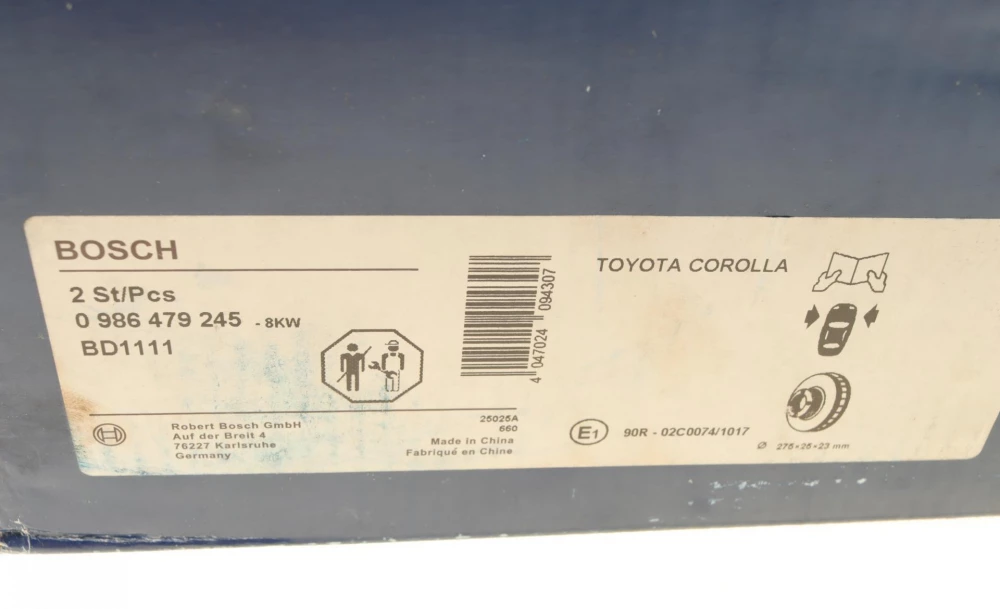 BOSCH
2 St/Pcs
0 986 479 245 - 8KW
BD1111
Robert Bosch GmbH
Auf der Breit 4
76227 Karlsruhe
Germany
25025A
660
Made in China
Fabriqué en Chine
4 047024 094307
TOYOTA COROLLA
E1 90R - 02C0074/1017
Ø 275×25×23 mm